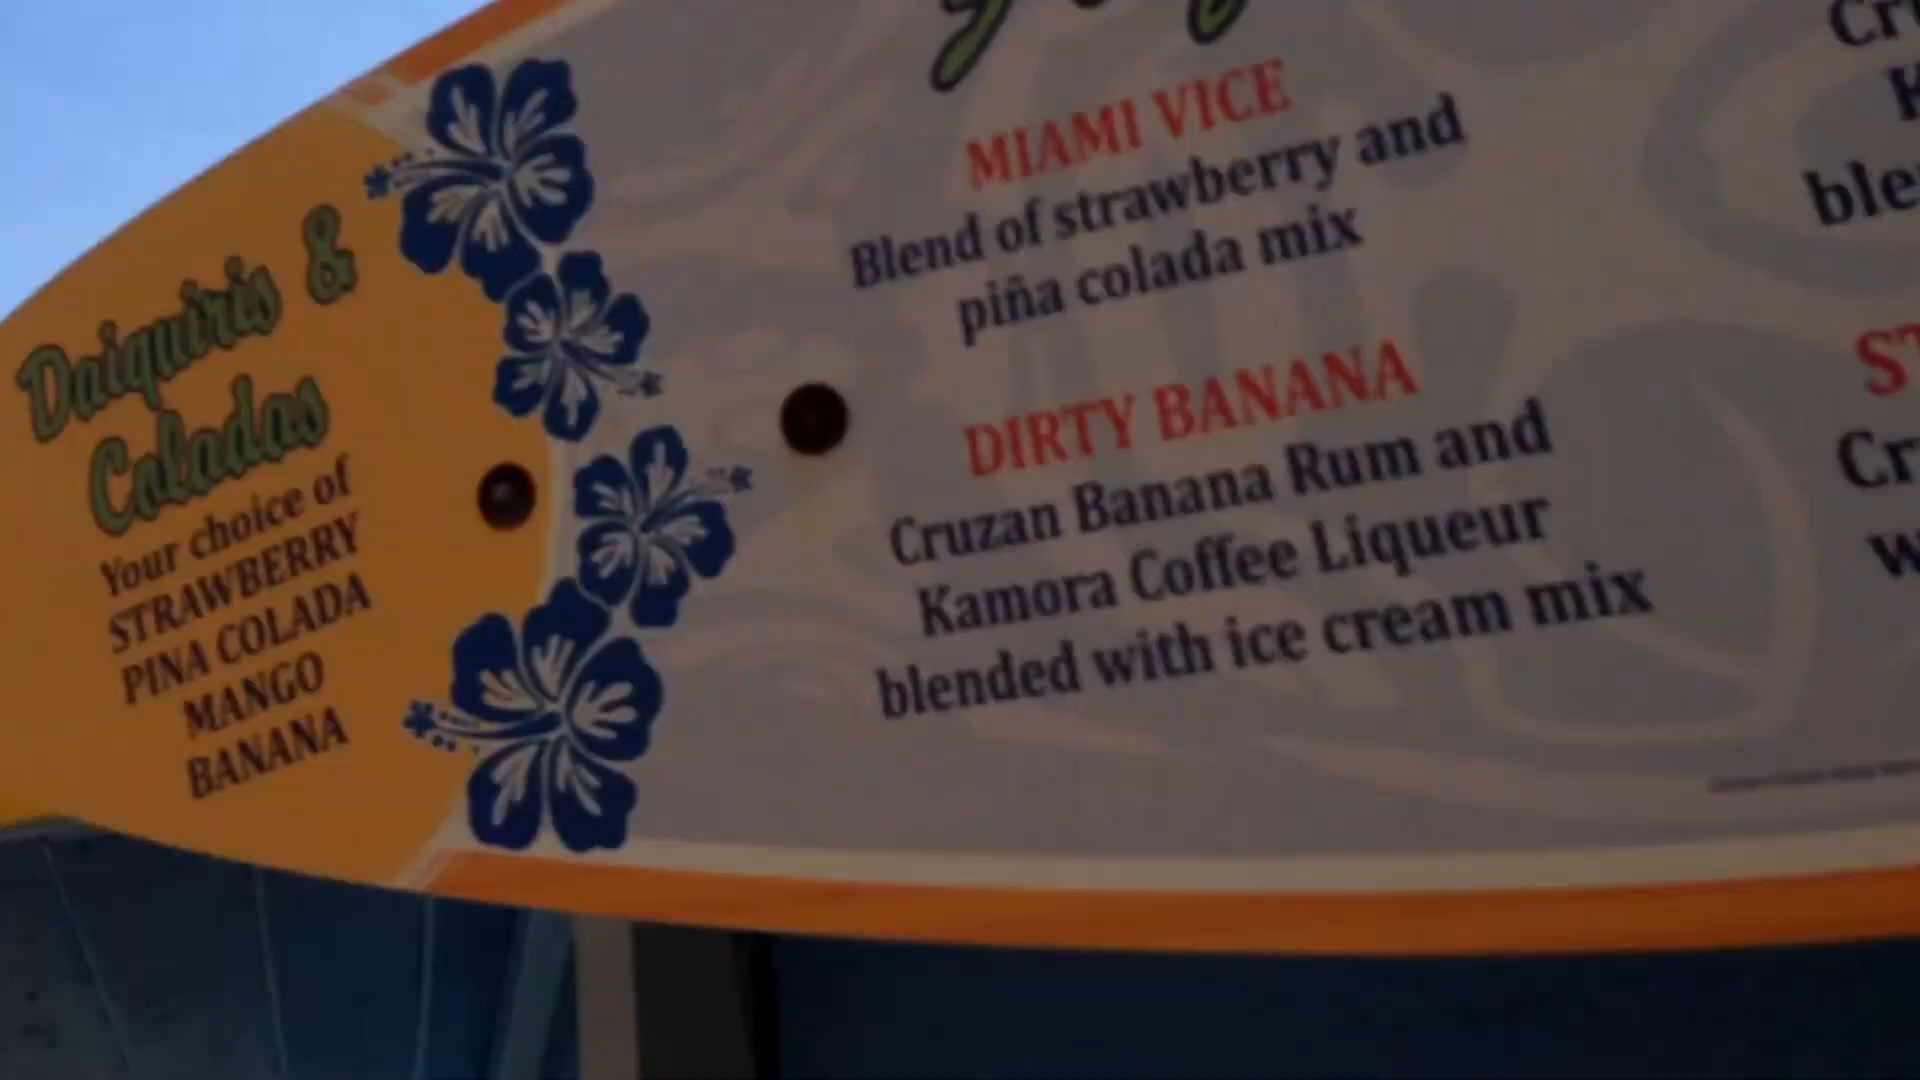 Daiquiris &
Coladas
Your choice of
STRAWBERRY
PINA COLADA
MANGO
BANANA
MIAMI VICE
Blend of strawberry and
piña colada mix
DIRTY BANANA
Cruzan Banana Rum and
Kamora Coffee Liqueur
blended with ice cream mix